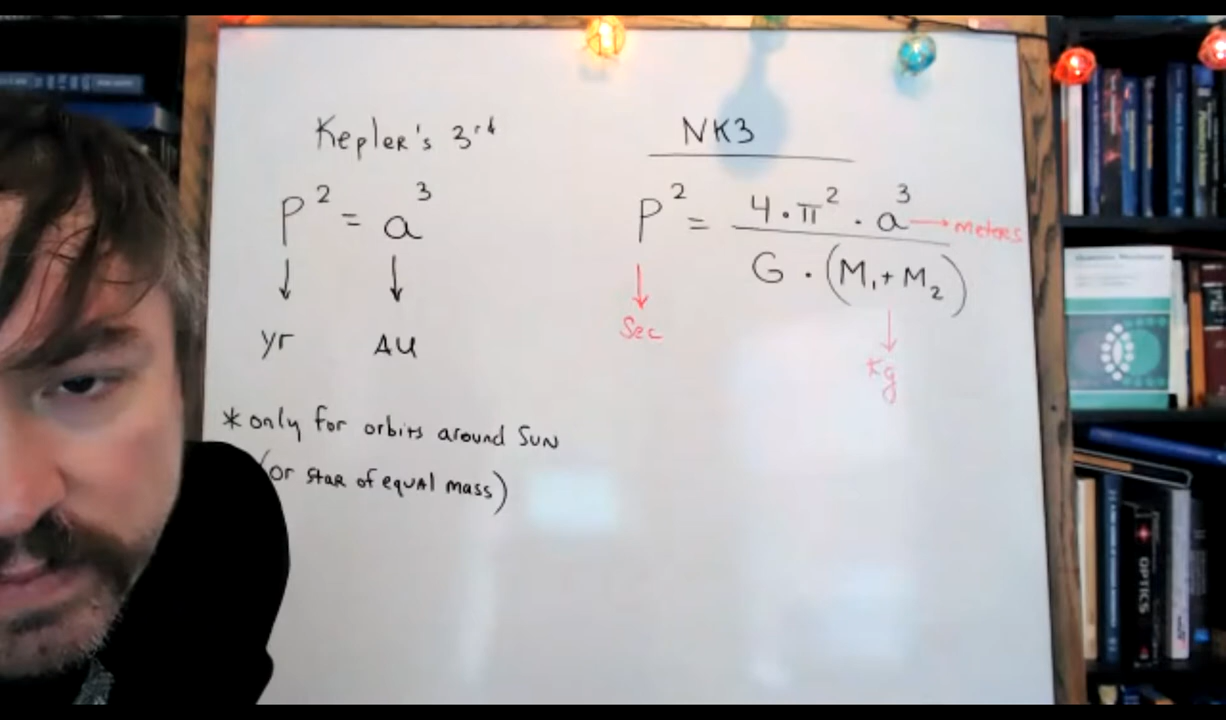 Kepler's 3rd
P² = a³
yr AU
*only for orbits around Sun
(or star of equal mass)
NK3
P² = 4·π²·a³ → meters
G·(M₁+M₂)
Sec
kg
OPTICS